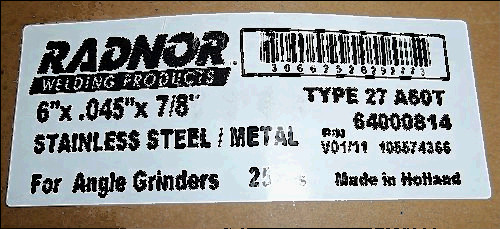 RADNOR
WELDING PRODUCTS
6"x .045"x 7/8"
STAINLESS STEEL / METAL
For Angle Grinders
TYPE 27 A60T
64000814
P/N
V01/11 105574366
Made in Holland